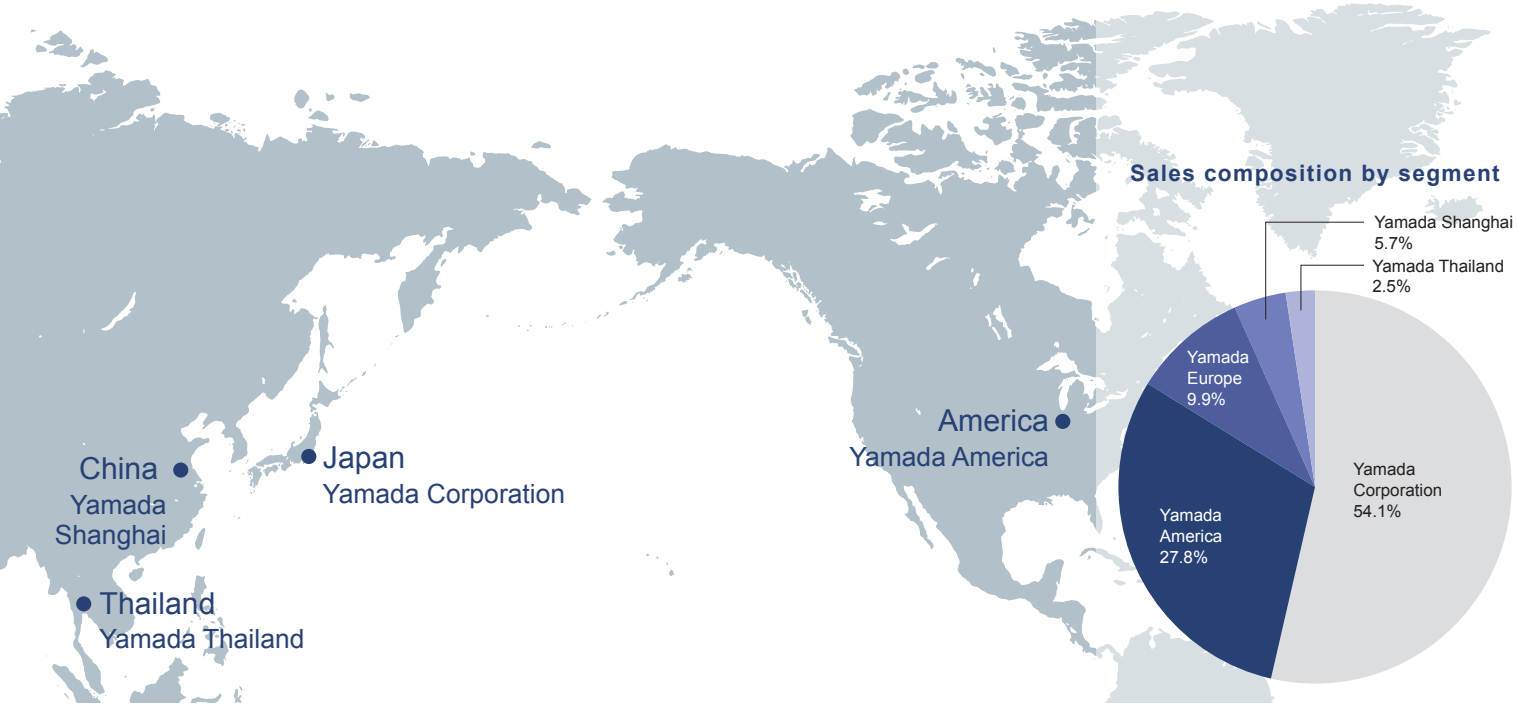 China
Yamada
Shanghai
Japan
Yamada Corporation
Thailand
Yamada Thailand
America
Yamada America
Sales composition by segment
Yamada Shanghai
5.7%
Yamada Thailand
2.5%
Yamada
Europe
9.9%
Yamada
America
27.8%
Yamada
Corporation
54.1%